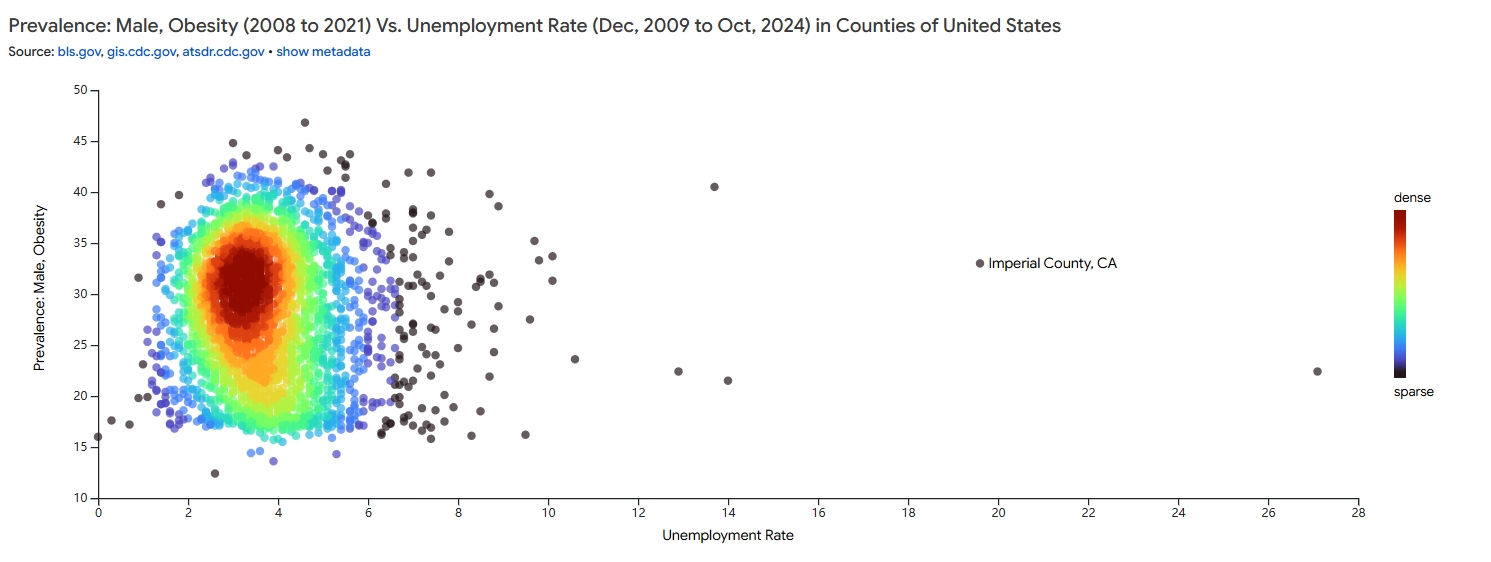 Prevalence: Male, Obesity (2008 to 2021) Vs. Unemployment Rate (Dec, 2009 to Oct, 2024) in Counties of United States
Source: bls.gov, gis.cdc.gov, atsdr.cdc.gov • show metadata
50
45
40
35
30
25
20
15
10
Prevalence: Male, Obesity
Imperial County, CA
dense
sparse
0 2 4 6 8 10 12 14 16 18 20 22 24 26 28
Unemployment Rate